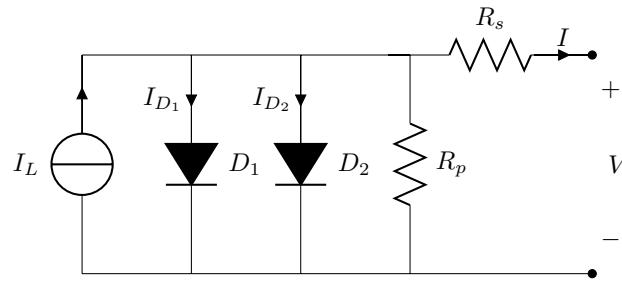 R_s
I
I_{D_1}
I_{D_2}
+
I_L
D_1
D_2
R_p
V
−